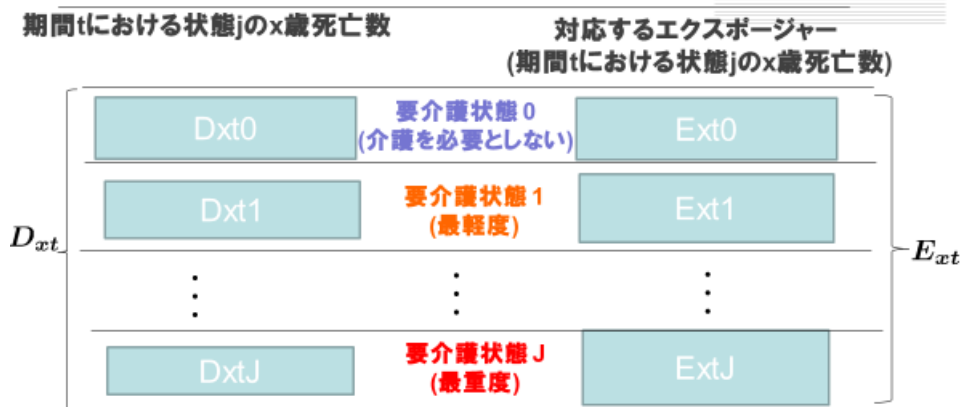 期間tにおける状態jのx歳死亡数
対応するエクスポージャー
(期間tにおける状態jのx歳死亡数)
Dxt0
要介護状態0
(介護を必要としない)
Ext0
Dxt1
要介護状態1
(最軽度)
Ext1
Dxt
Ext
DxtJ
要介護状態J
(最重度)
ExtJ